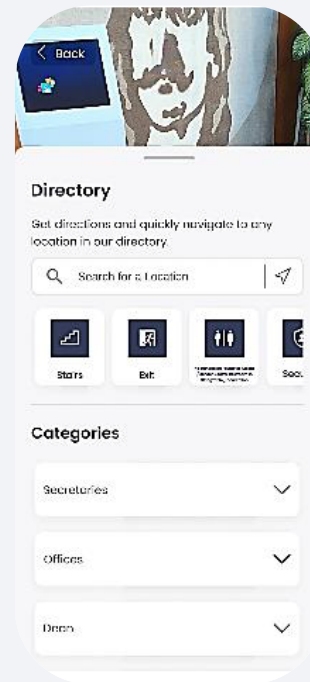 Back
Directory
Get directions and quickly navigate to any
location in our directory.
Search for a Location
Stairs
Exit
Categories
Secretaries
Offices
Dean